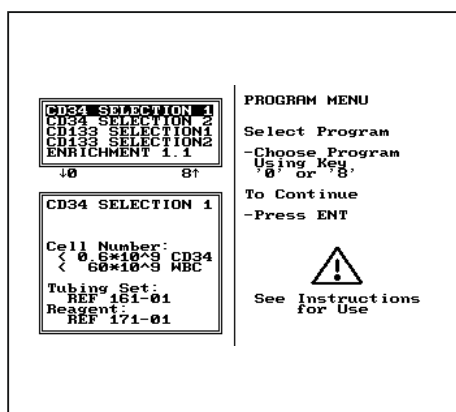 CD34 SELECTION 1
CD34 SELECTION 2
CD133 SELECTION1
CD133 SELECTION2
ENRICHMENT 1.1
↓0 8↑
CD34 SELECTION 1
Cell Number:
< 0.6*10^9 CD34
< 60*10^9 WBC
Tubing Set:
REF 161-01
Reagent:
REF 171-01
PROGRAM MENU
Select Program
-Choose Program
Using Key
'0' or '8'
To Continue
-Press ENT
!
See Instructions
for Use